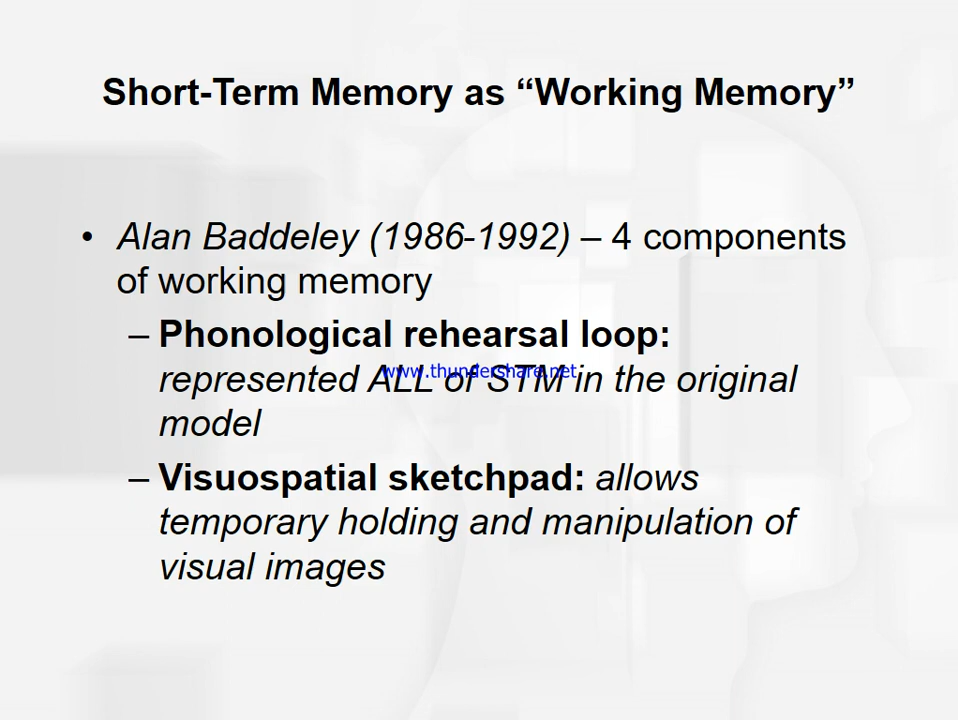 Short-Term Memory as “Working Memory”
• Alan Baddeley (1986-1992) – 4 components
of working memory
– Phonological rehearsal loop:
www.thundershare.net
represented ALL of STM in the original
model
– Visuospatial sketchpad: allows
temporary holding and manipulation of
visual images